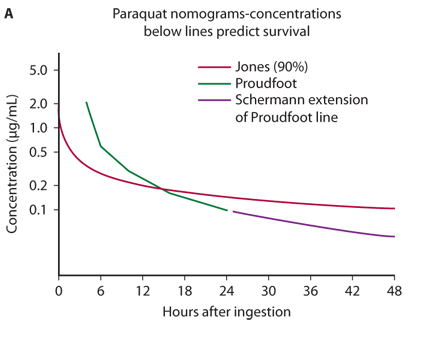 A
Paraquat nomograms-concentrations
below lines predict survival
Jones (90%)
Proudfoot
Schermann extension
of Proudfoot line
Concentration (µg/mL)
5.0
2.0
1.0
0.5
0.2
0.1
0 6 12 18 24 30 36 42 48
Hours after ingestion